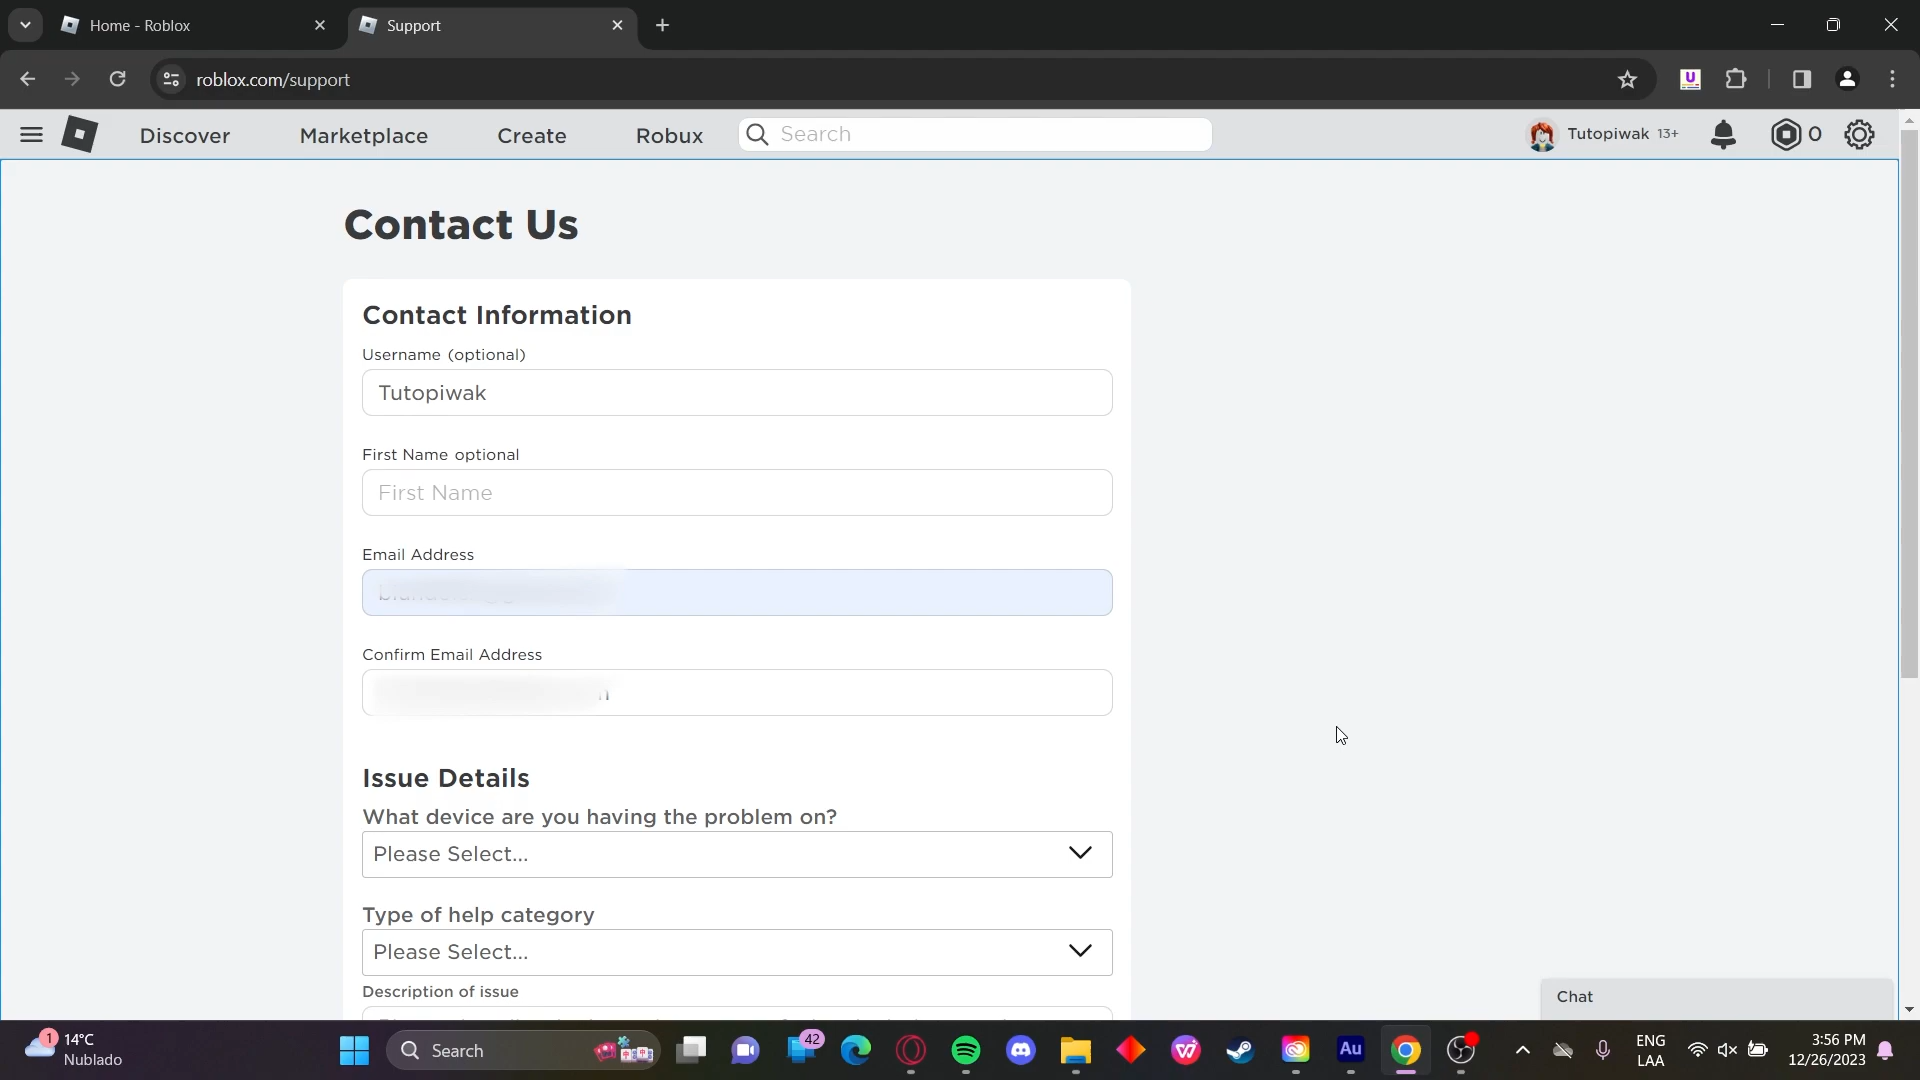 Home - Roblox
Support
roblox.com/support
Discover
Marketplace
Create
Robux
Search
Tutopiwak 13+
0
Contact Us
Contact Information
Username (optional)
Tutopiwak
First Name optional
First Name
Email Address
Confirm Email Address
Issue Details
What device are you having the problem on?
Please Select...
Type of help category
Please Select...
Description of issue
Chat
1
14°C
Nublado
Search
42
Au
ENG
LAA
3:56 PM
12/26/2023